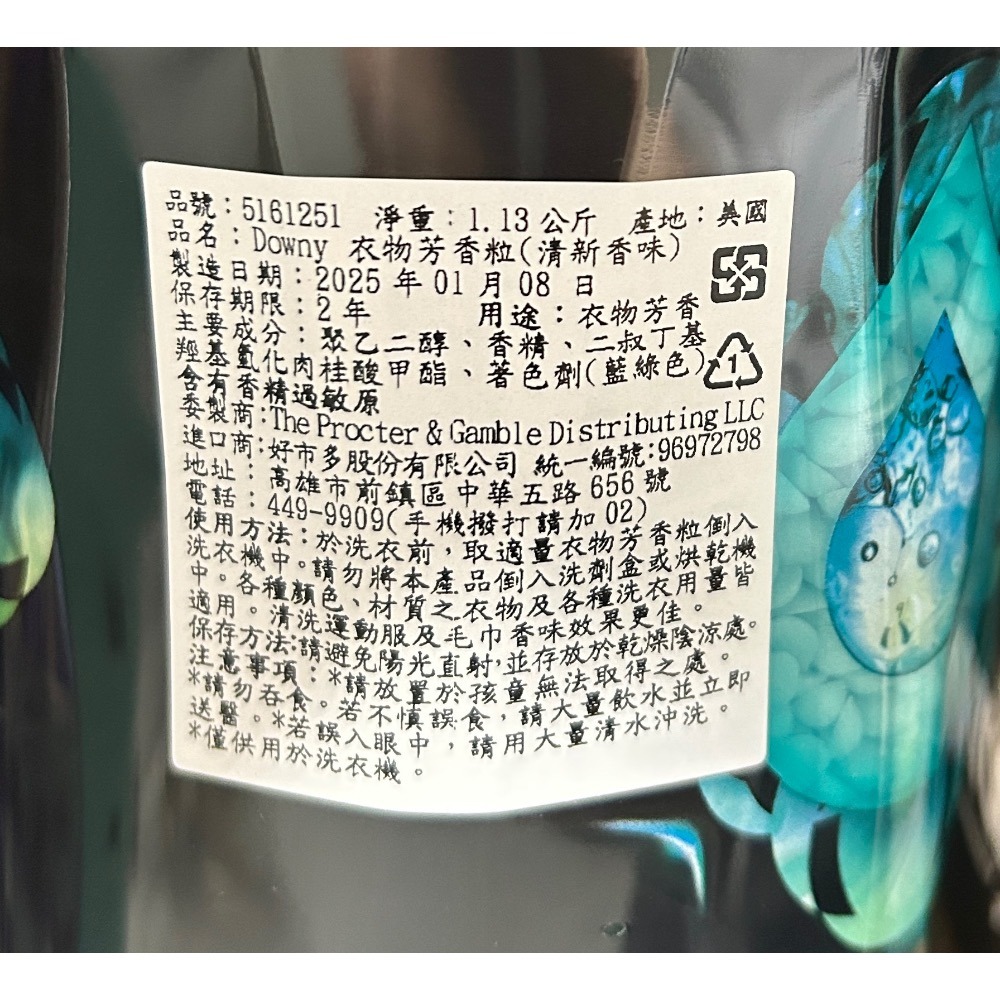 品號：5161251 淨重：1.13 公斤 產地：美國
品名：Downy 衣物芳香粒(清新香味)
製造日期：2025 年 01 月 08 日
保存期限：2 年 用途：衣物芳香
主要成分：聚乙二醇、香精、二叔丁基
羥基氫化肉桂酸甲酯、著色劑(藍綠色)
1
含有香精過敏原
委製商：The Procter & Gamble Distributing LLC
進口商：好市多股份有限公司 統一編號：96972798
地址：高雄市前鎮區中華五路 656 號
電話：449-9909(手機撥打請加 02)
使用方法：於洗衣前，取適量衣物芳香粒倒入
洗衣機中。請勿將本產品倒入洗劑盒或烘乾機
中。各種顏色、材質之衣物及各種洗衣用量皆
適用。清洗運動服及毛巾香味效果更佳。
保存方法：請避免陽光直射，並存放於乾燥陰涼處。
注意事項：*請放置於孩童無法取得之處。
*請勿吞食。若不慎誤食，請大量飲水並立即
送醫。*若誤入眼中，請用大量清水沖洗。
*僅供用於洗衣機。